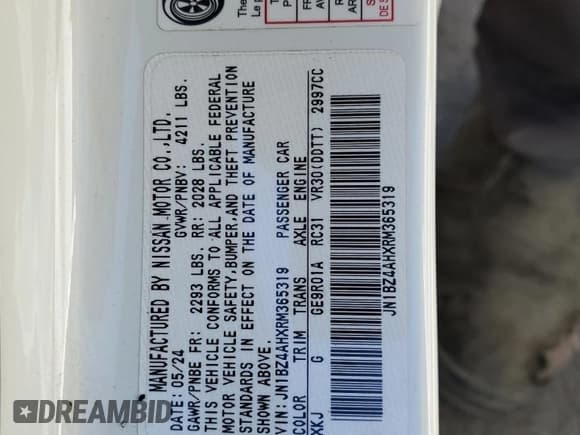 MANUFACTURED BY NISSAN MOTOR CO.,LTD.
DATE: 05/24 GVWR/PNBV: 4211 LBS.
GAWR/PNBE FR: 2293 LBS. RR: 2028 LBS.
THIS VEHICLE CONFORMS TO ALL APPLICABLE FEDERAL
MOTOR VEHICLE SAFETY, BUMPER, AND THEFT PREVENTION
STANDARDS IN EFFECT ON THE DATE OF MANUFACTURE
SHOWN ABOVE.
VIN: JN1BZ4AHXRM365319 PASSENGER CAR
COLOR TRIM TRANS AXLE ENGINE
XKJ G GE9R01A RC31 VR30(DDTT) 2997CC
JN1BZ4AHXRM365319
The
Le p
DREAMBID